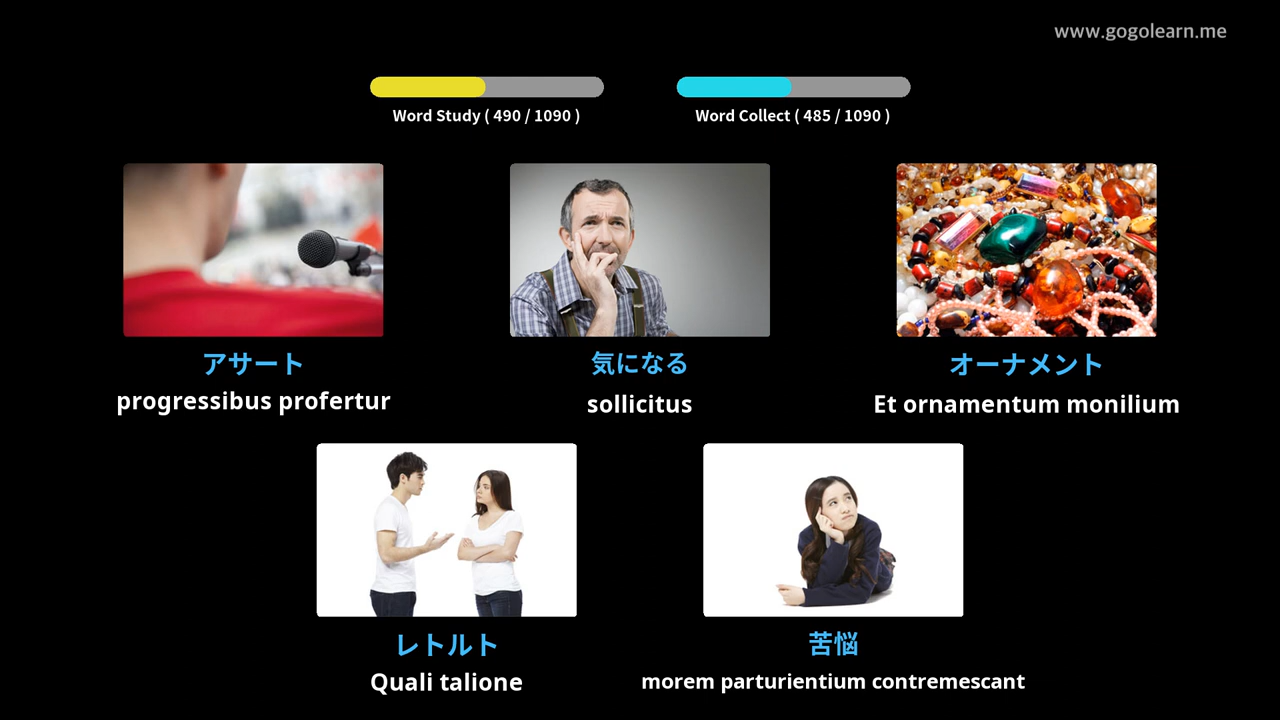 www.gogolearn.me
Word Study ( 490 / 1090 )
Word Collect ( 485 / 1090 )
アサート
progressibus profertur
気になる
sollicitus
オーナメント
Et ornamentum monilium
レトルト
Quali talione
苦悩
morem parturientium contremescant